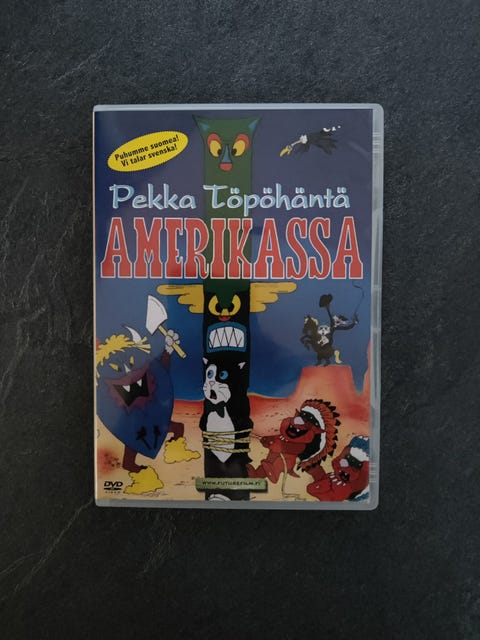 Puhumme suomea!
Vi talar svenska!
Pekka Töpöhäntä
AMERIKASSA
DVD
VIDEO
WWW.FUTUREFILM.FI